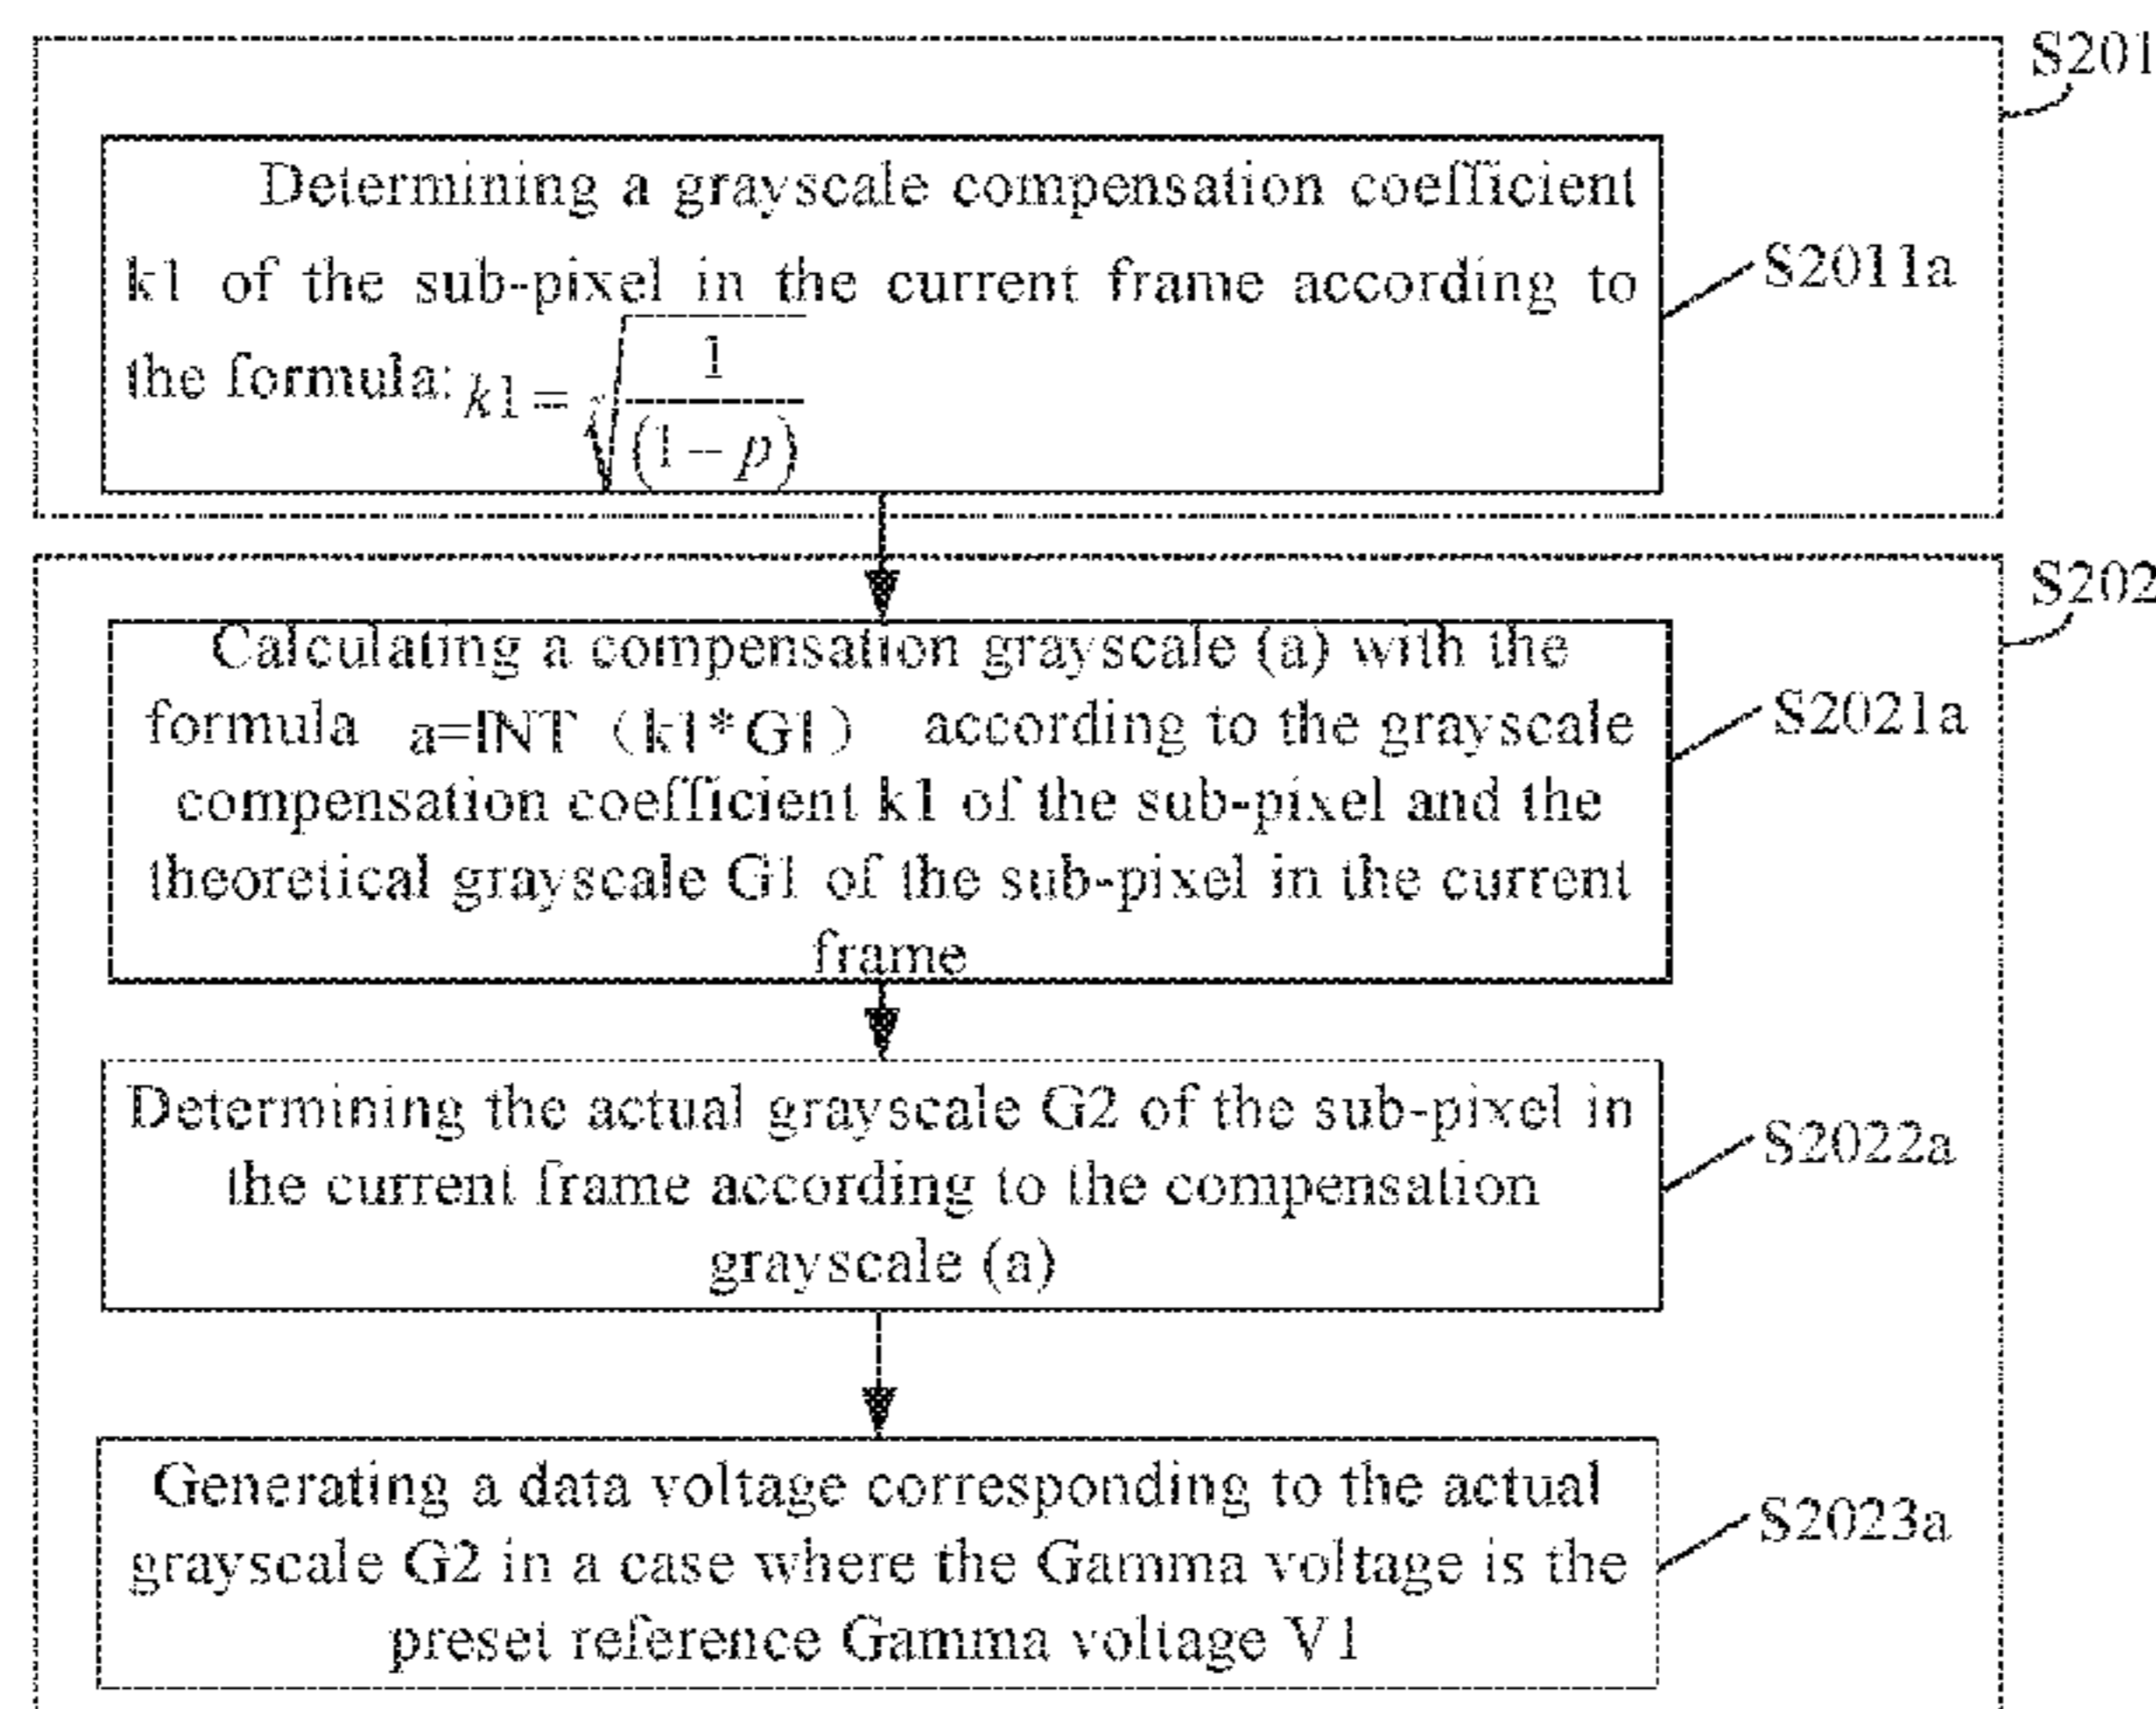 S201
Determining a grayscale compensation coefficient
k1 of the sub-pixel in the current frame according to
the formula: k1 = √(1/(1 - p))
S2011a
S202
Calculating a compensation grayscale (a) with the
formula a=INT (k1*G1) according to the grayscale
compensation coefficient k1 of the sub-pixel and the
theoretical grayscale G1 of the sub-pixel in the current
frame
S2021a
Determining the actual grayscale G2 of the sub-pixel in
the current frame according to the compensation
grayscale (a)
S2022a
Generating a data voltage corresponding to the actual
grayscale G2 in a case where the Gamma voltage is the
preset reference Gamma voltage V1
S2023a